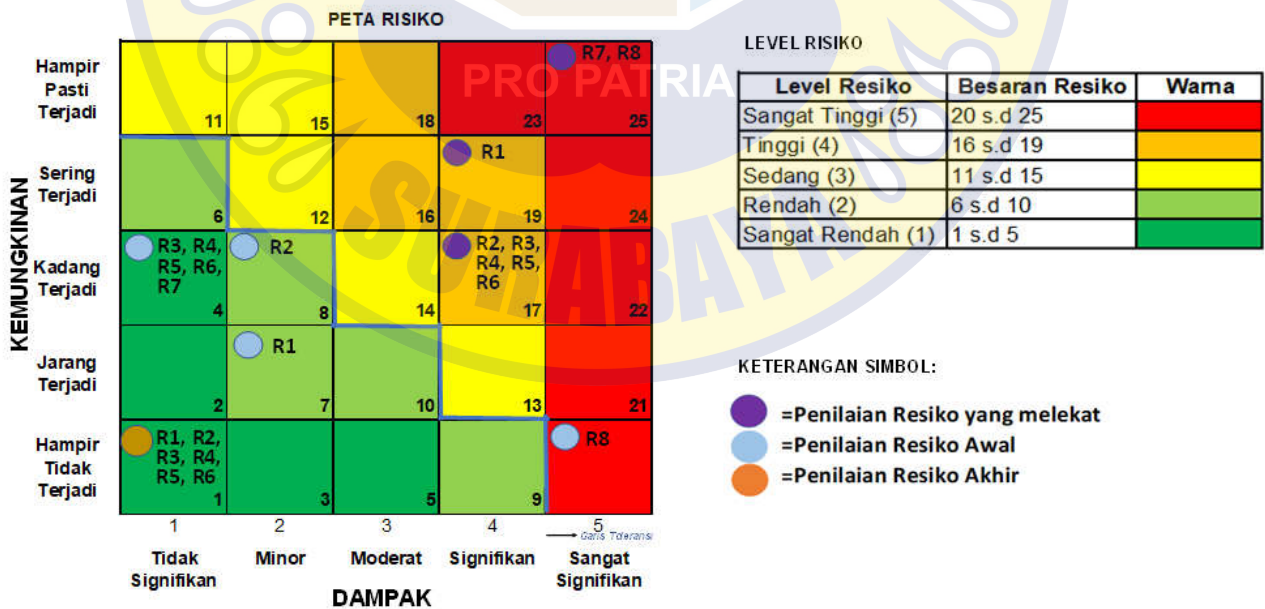 PETA RISIKO
KEMUNGKINAN
Hampir
Pasti
Terjadi
R7, R8
11 15 18 23 25
Sering
Terjadi
R1
6 12 16 19 24
Kadang
Terjadi
R3, R4,
R5, R6,
R7
R2
R2, R3,
R4, R5,
R6
4 8 14 17 22
Jarang
Terjadi
R1
2 7 10 13 21
Hampir
Tidak
Terjadi
R1, R2,
R3, R4,
R5, R6
R8
1 3 5 9
1 2 3 4 5
Garis Toleransi
Tidak
Signifikan
Minor
Moderat
Signifikan
Sangat
Signifikan
DAMPAK
LEVEL RISIKO
Level Resiko Besaran Resiko Warna
Sangat Tinggi (5) 20 s.d 25
Tinggi (4) 16 s.d 19
Sedang (3) 11 s.d 15
Rendah (2) 6 s.d 10
Sangat Rendah (1) 1 s.d 5
KETERANGAN SIMBOL:
=Penilaian Resiko yang melekat
=Penilaian Resiko Awal
=Penilaian Resiko Akhir
PRO PATRIA
SURABAYA